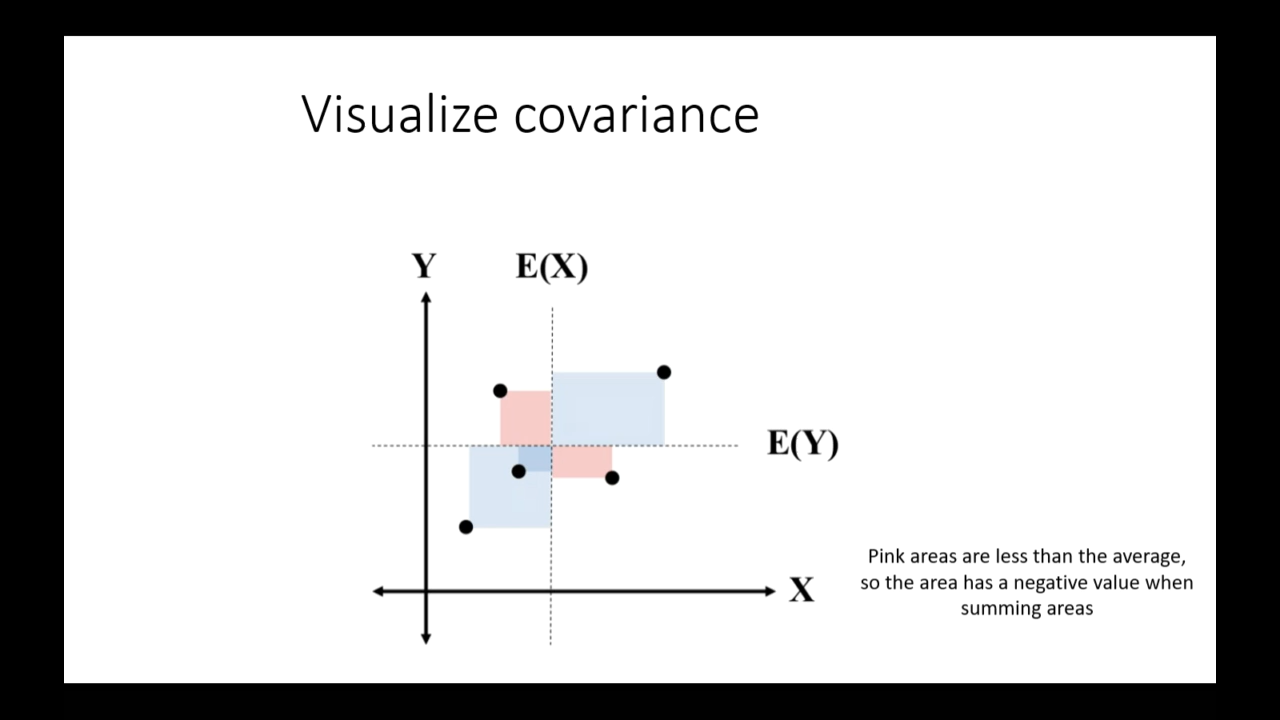 Visualize covariance
Y
E(X)
E(Y)
X
Pink areas are less than the average,
so the area has a negative value when
summing areas